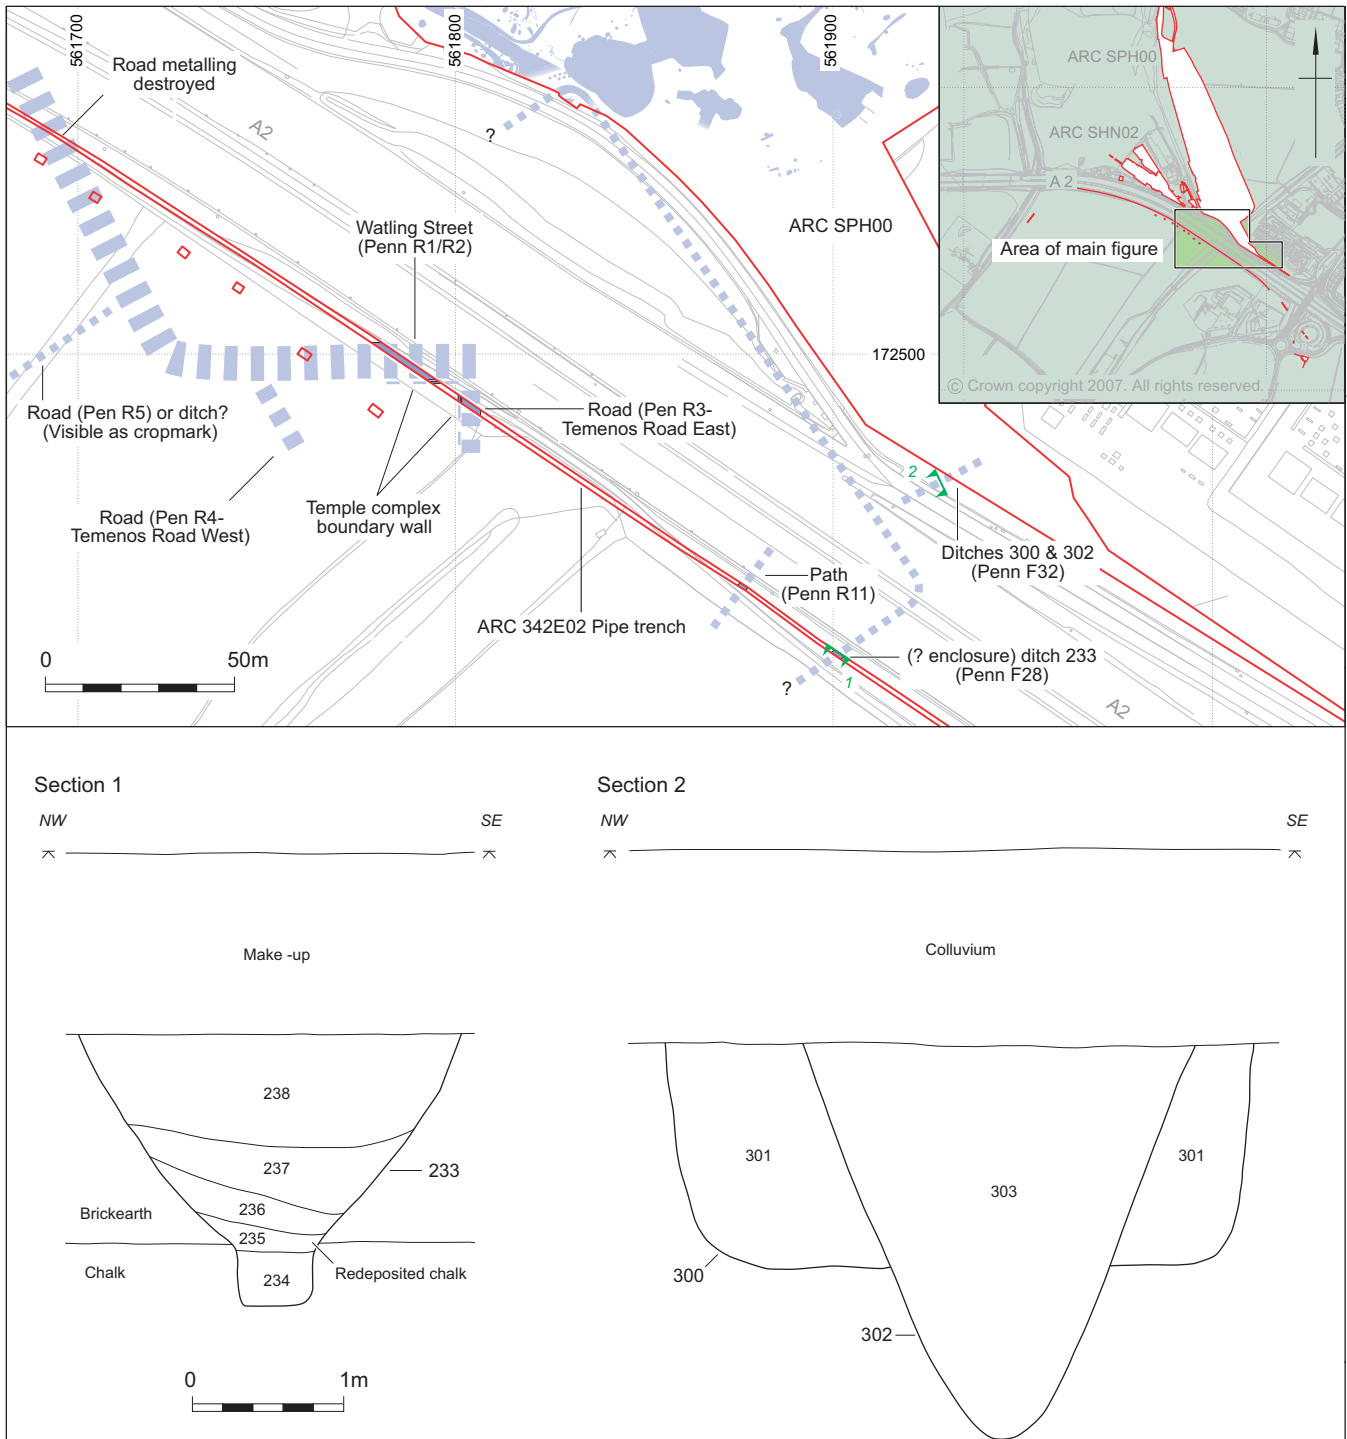 561700
561800
561900
Road metalling
destroyed
A2
?
Watling Street
(Penn R1/R2)
ARC SPH00
ARC SPH00
ARC SHN02
A 2
Area of main figure
© Crown copyright 2007. All rights reserved.
172500
Road (Pen R5) or ditch?
(Visible as cropmark)
Road (Pen R3-
Temenos Road East)
Road (Pen R4-
Temenos Road West)
Temple complex
boundary wall
2
Ditches 300 & 302
(Penn F32)
Path
(Penn R11)
ARC 342E02 Pipe trench
(? enclosure) ditch 233
(Penn F28)
1
?
A2
0 50m
Section 1
NW SE
Make -up
238
237
233
236
Brickearth
235
Redeposited chalk
Chalk
234
0 1m
Section 2
NW SE
Colluvium
301
303
301
300
302